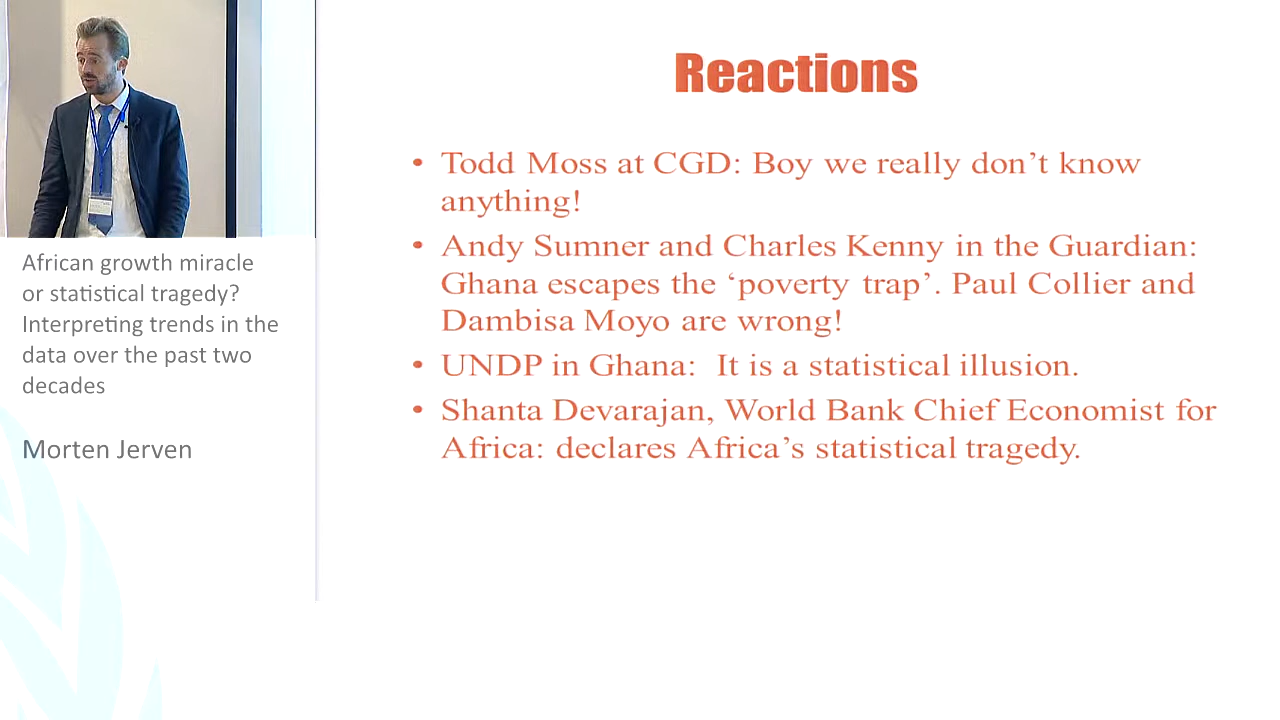 Reactions
• Todd Moss at CGD: Boy we really don’t know
anything!
• Andy Sumner and Charles Kenny in the Guardian:
Ghana escapes the ‘poverty trap’. Paul Collier and
Dambisa Moyo are wrong!
• UNDP in Ghana:  It is a statistical illusion.
• Shanta Devarajan, World Bank Chief Economist for
Africa: declares Africa’s statistical tragedy.
African growth miracle
or statistical tragedy?
Interpreting trends in the
data over the past two
decades
Morten Jerven